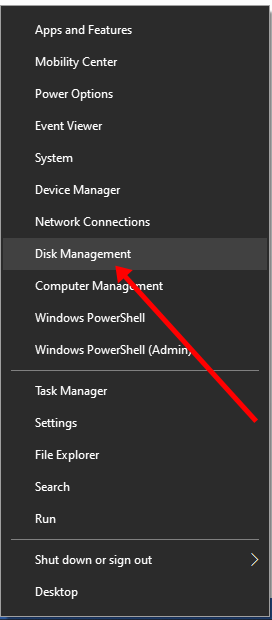 Apps and Features
Mobility Center
Power Options
Event Viewer
System
Device Manager
Network Connections
Disk Management
Computer Management
Windows PowerShell
Windows PowerShell (Admin)
Task Manager
Settings
File Explorer
Search
Run
Shut down or sign out
Desktop